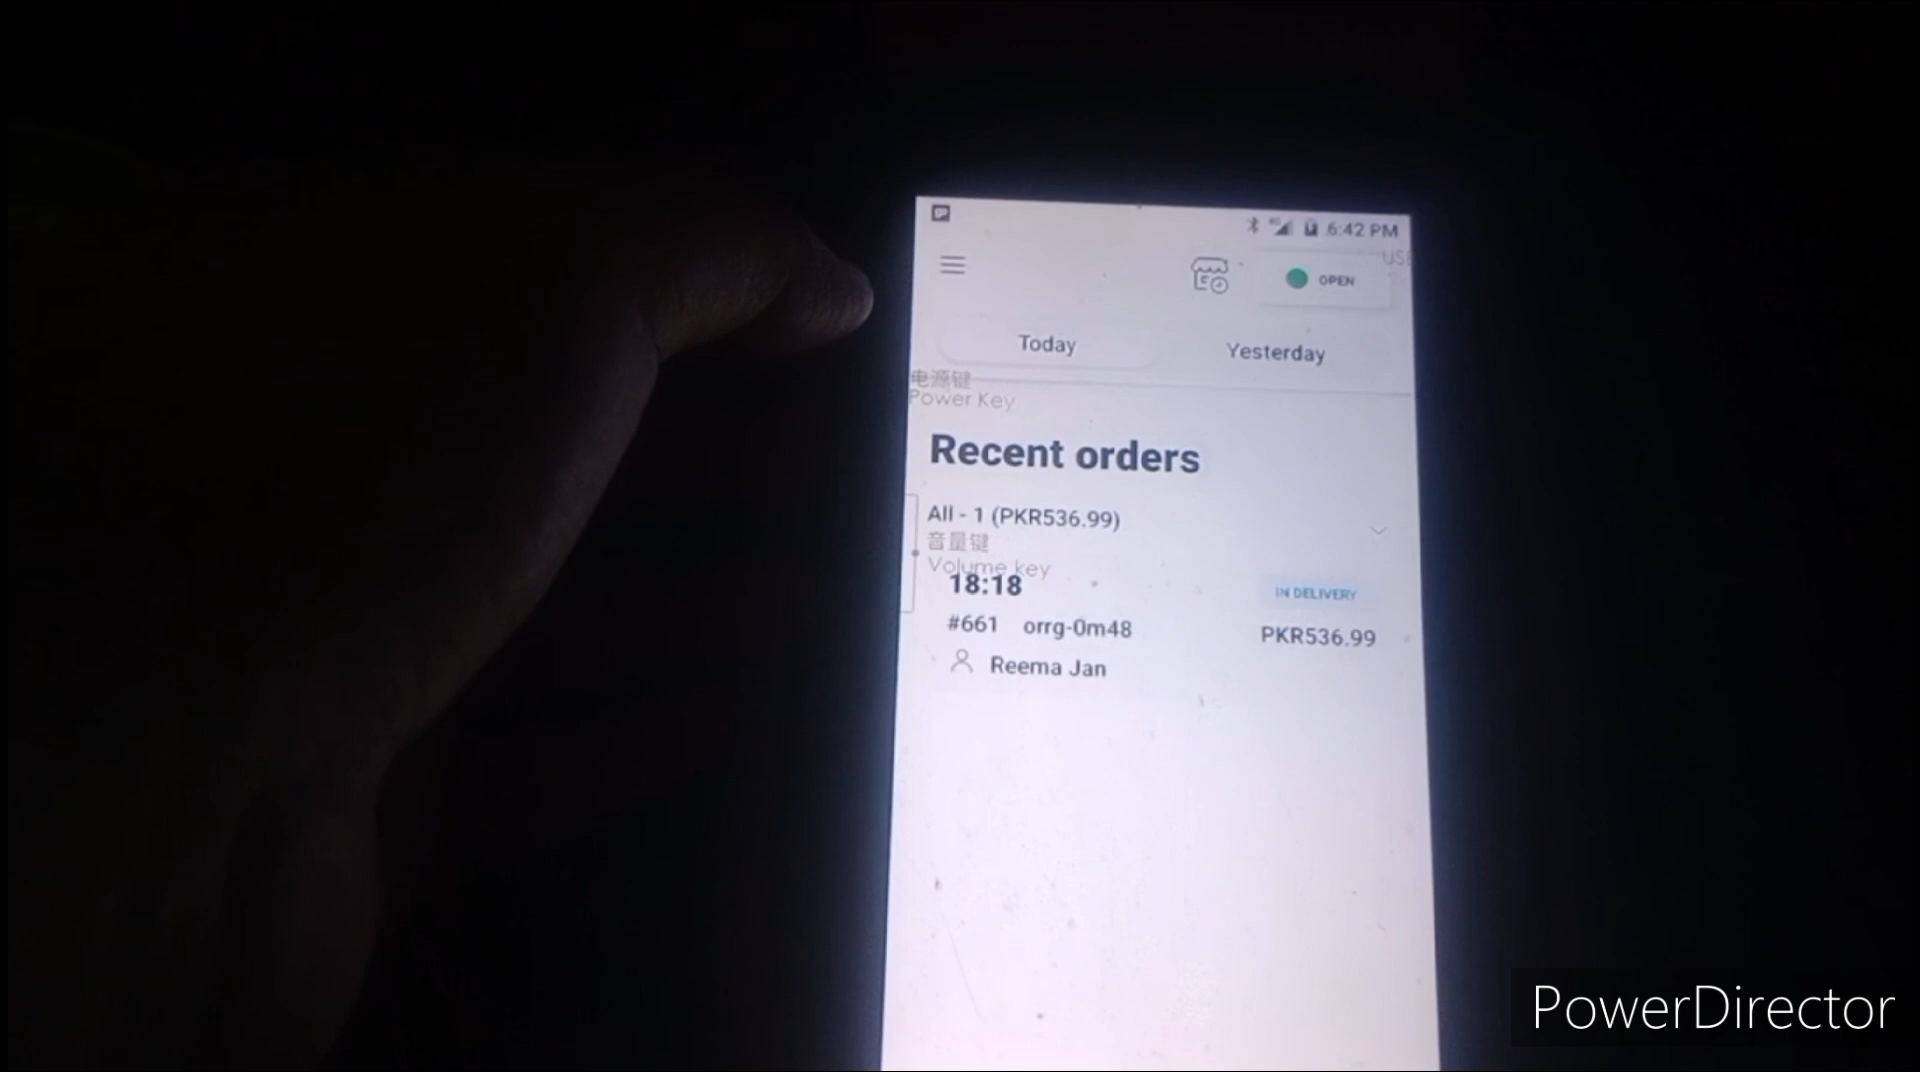 6:42 PM
USB
OPEN
Today
Yesterday
电源键
Power Key
Recent orders
All - 1 (PKR536.99)
音量键
Volume key
18:18
IN DELIVERY
#661 orrg-0m48
PKR536.99
Reema Jan
PowerDirector